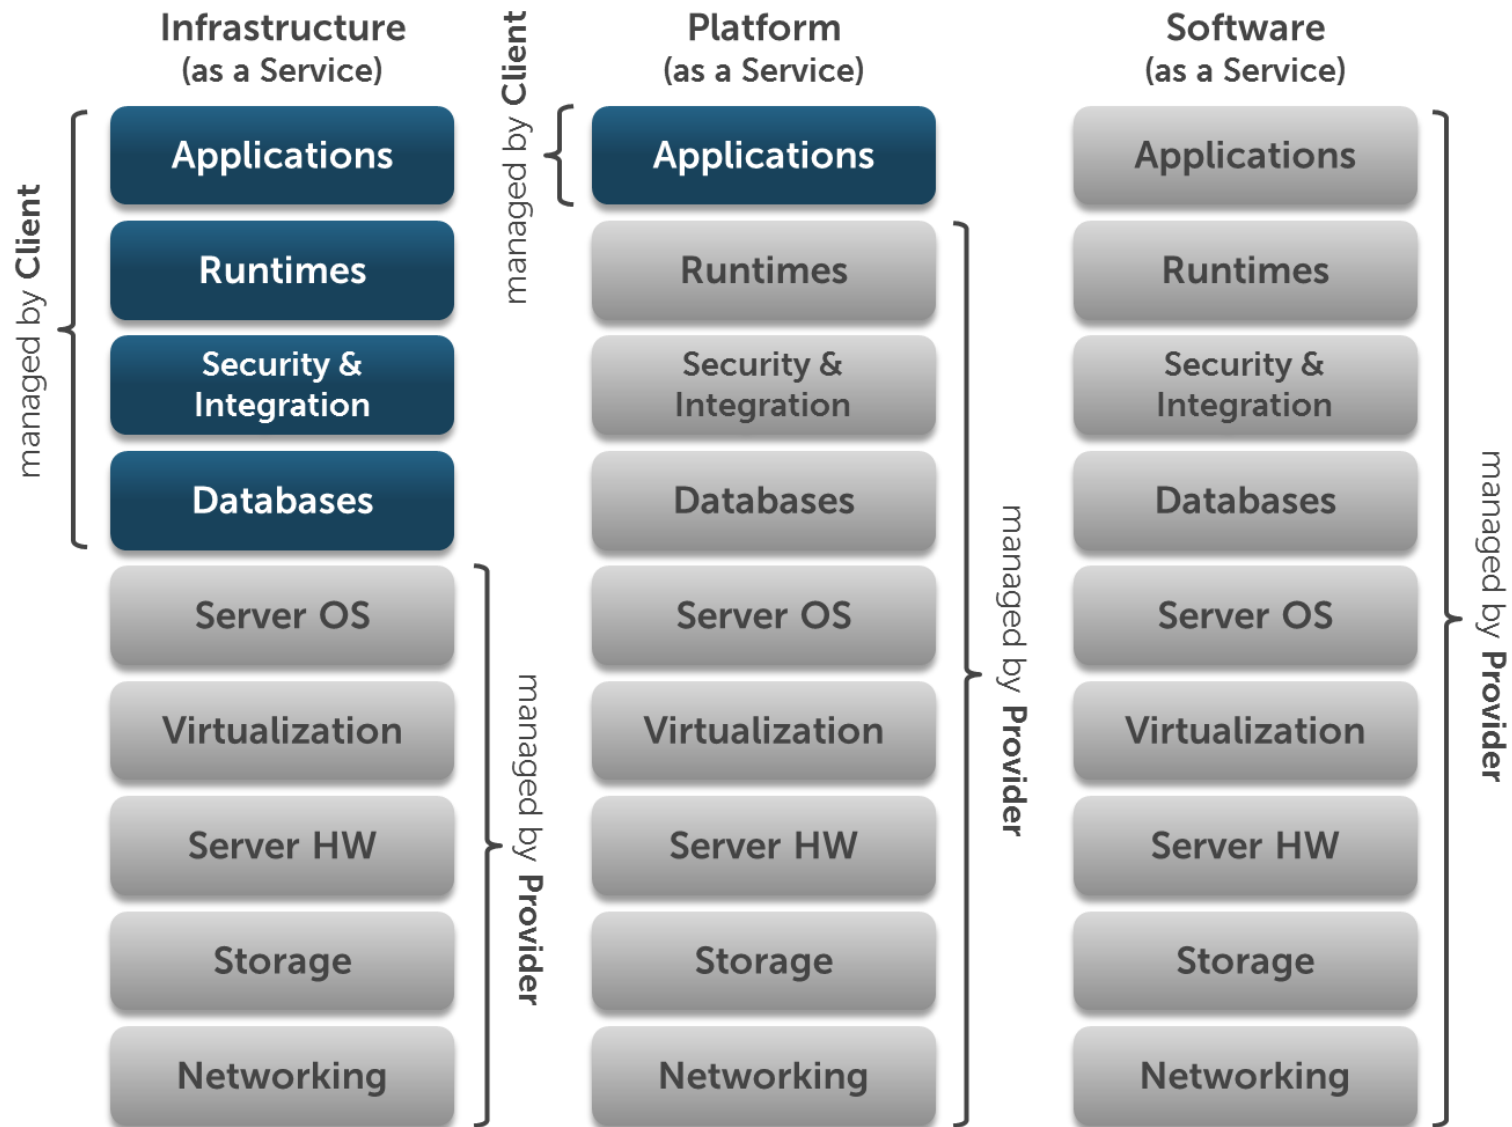 Infrastructure
(as a Service)
managed by Client
Applications
Runtimes
Security &
Integration
Databases
Server OS
Virtualization
Server HW
Storage
Networking
managed by Provider
Platform
(as a Service)
managed by Client
Applications
Runtimes
Security &
Integration
Databases
Server OS
Virtualization
Server HW
Storage
Networking
managed by Provider
Software
(as a Service)
Applications
Runtimes
Security &
Integration
Databases
Server OS
Virtualization
Server HW
Storage
Networking
managed by Provider